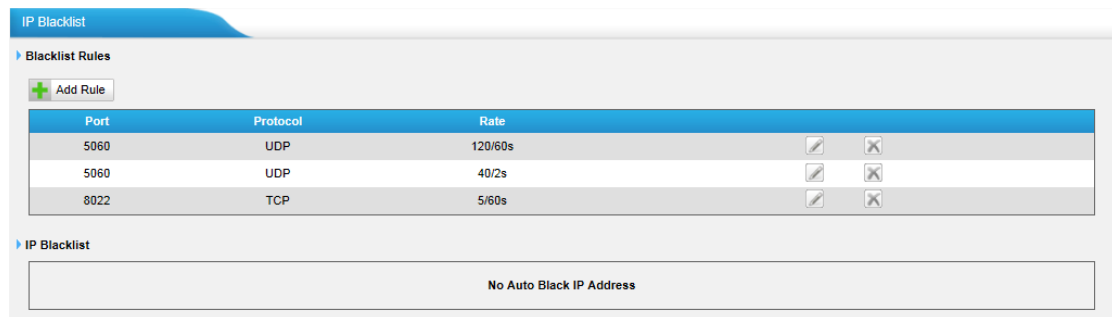 IP Blacklist
Blacklist Rules
Add Rule
Port Protocol Rate
5060 UDP 120/60s
5060 UDP 40/2s
8022 TCP 5/60s
IP Blacklist
No Auto Black IP Address